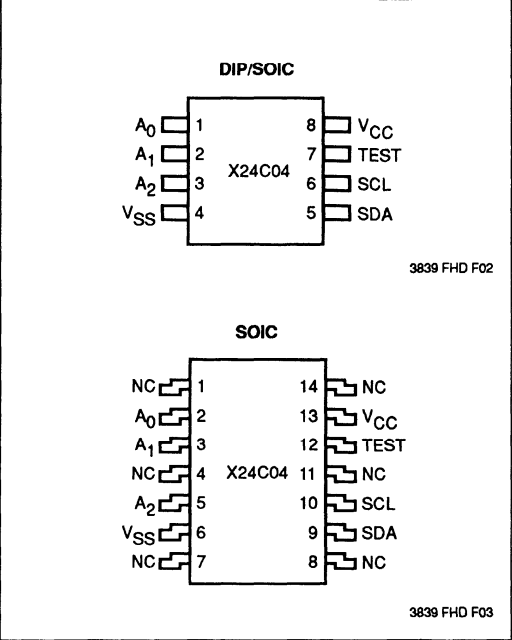 DIP/SOIC
A0 1 8 VCC
A1 2 7 TEST
X24C04
A2 3 6 SCL
VSS 4 5 SDA
3839 FHD F02
SOIC
NC 1 14 NC
A0 2 13 VCC
A1 3 12 TEST
NC 4 X24C04 11 NC
A2 5 10 SCL
VSS 6 9 SDA
NC 7 8 NC
3839 FHD F03